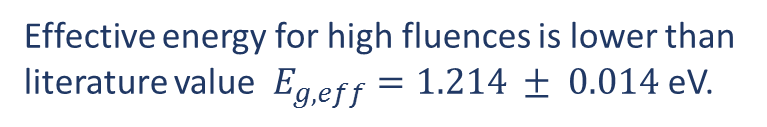 Effective energy for high fluences is lower than
literature value E_{g,eff} = 1.214 ± 0.014 eV.